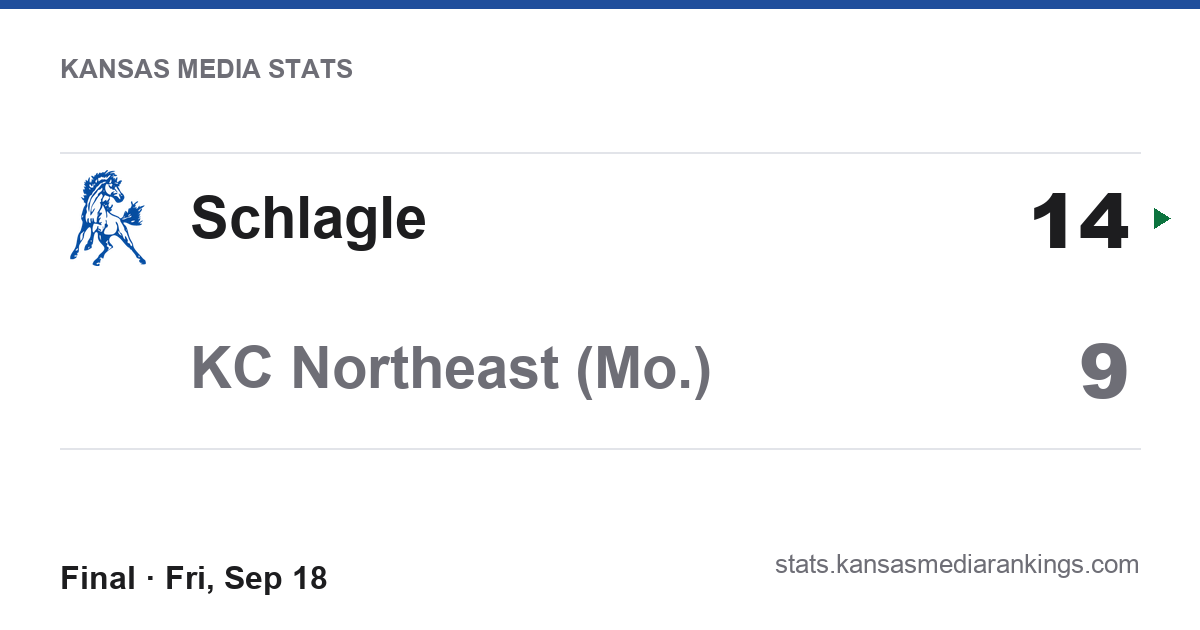 KANSAS MEDIA STATS
Schlagle 14
KC Northeast (Mo.) 9
Final · Fri, Sep 18
stats.kansasmediarankings.com